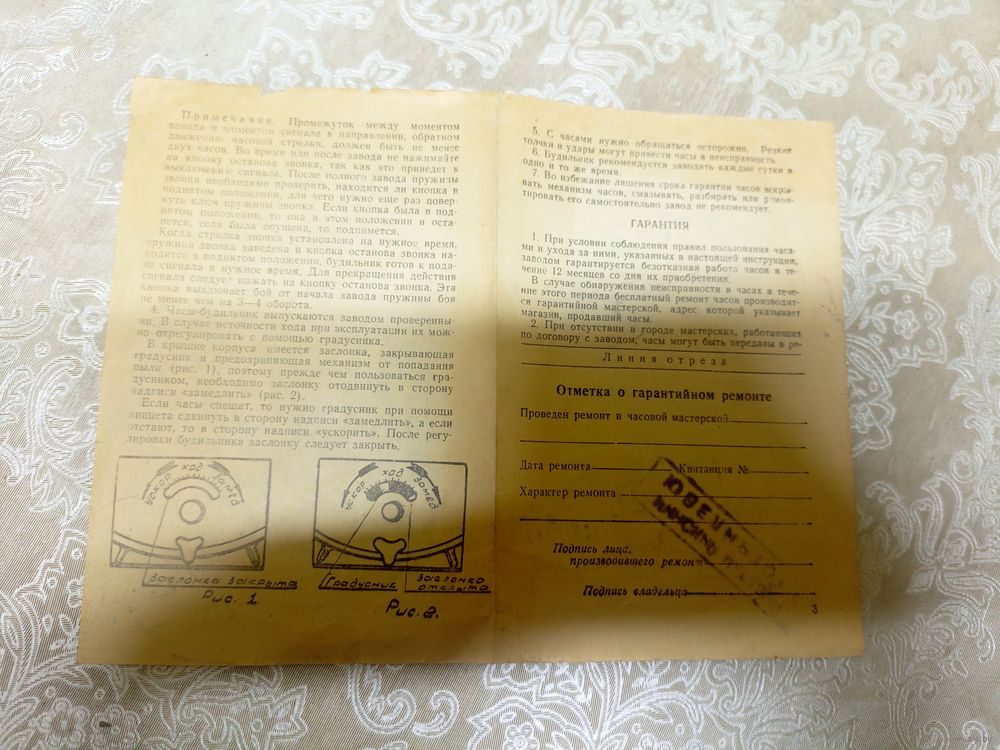 Примечание. Промежуток между моментом
завода и моментом сигнала в направлении, обратном
движению часовой стрелки, должен быть не менее
двух часов. Во время или после завода не нажимайте
на кнопку останова звонка, так как это приведет к
выключению сигнала. После полного завода пружины
звонка необходимо проверить, находится ли кнопка в
поднятом положении, для чего нужно еще раз повер-
нуть ключ пружины звонка. Если кнопка была в под-
нятом положении, то она в этом положении и оста-
нется, если была опущена, то поднимется.
Когда стрелка звонка установлена на нужное время,
пружина звонка заведена и кнопка останова звонка на-
ходится в поднятом положении, будильник готов к пода-
че сигнала в нужное время. Для прекращения действия
сигнала следует нажать на кнопку останова звонка. Эта
кнопка выключает бой от начала завода пружины боя
не менее чем на 3—4 оборота.
4. Часы-будильник выпускаются заводом проверенны-
ми. В случае неточности хода при эксплуатации их мож-
но отрегулировать с помощью градусника.
В крышке корпуса имеется заслонка, закрывающая
градусник и предохраняющая механизм от попадания
пыли (рис. 1), поэтому прежде чем пользоваться гра-
дусником, необходимо заслонку отодвинуть в сторону
надписи «замедлить» (рис. 2).
Если часы спешат, то нужно градусник при помощи
пинцета сдвинуть в сторону надписи «замедлить», а если
отстают, то в сторону надписи «ускорить». После регу-
лировки будильника заслонку следует закрыть.
ускор ход замед
заслонка закрыта
Рис. 1.
ускор ход замед
Градусник
заслонка
открыта
Рис. 2.
5. С часами нужно обращаться осторожно. Резкие
толчки и удары могут привести часы в неисправность.
6. Будильник рекомендуется заводить каждые сутки в
одно и то же время.
7. Во избежание лишения срока гарантии часов вскры-
вать механизм часов, смазывать, разбирать или ремон-
тировать его самостоятельно завод не рекомендует.
ГАРАНТИЯ
1. При условии соблюдения правил пользования часа-
ми и ухода за ними, указанных в настоящей инструкции,
заводом гарантируется безотказная работа часов в те-
чение 12 месяцев со дня их приобретения.
В случае обнаружения неисправности в часах в тече-
ние этого периода бесплатный ремонт часов производит-
ся гарантийной мастерской, адрес которой указывает
магазин, продавший часы.
2. При отсутствии в городе мастерских, работающих
по договору с заводом, часы могут быть переданы в ре-
Линия отреза
Отметка о гарантийном ремонте
Проведен ремонт в часовой мастерской
Дата ремонта Квитанция №
Характер ремонта
Подпись лица,
производившего ремонт
Подпись владельца
3